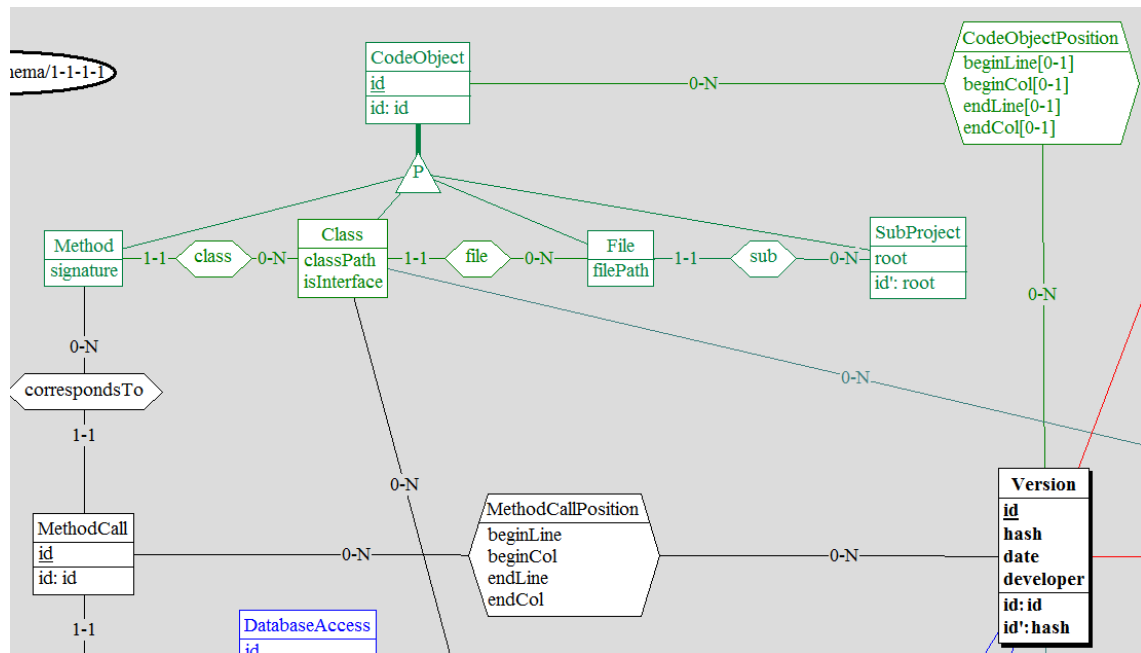 CodeObject
id
id: id
CodeObjectPosition
beginLine[0-1]
beginCol[0-1]
endLine[0-1]
endCol[0-1]
0-N
nema/1-1-1-1
P
Method
signature
1-1
class
0-N
Class
classPath
isInterface
1-1
file
0-N
File
filePath
1-1
sub
0-N
SubProject
root
id': root
0-N
0-N
correspondsTo
0-N
1-1
0-N
MethodCall
id
id: id
0-N
MethodCallPosition
beginLine
beginCol
endLine
endCol
0-N
Version
id
hash
date
developer
id: id
id': hash
1-1
DatabaseAccess
id